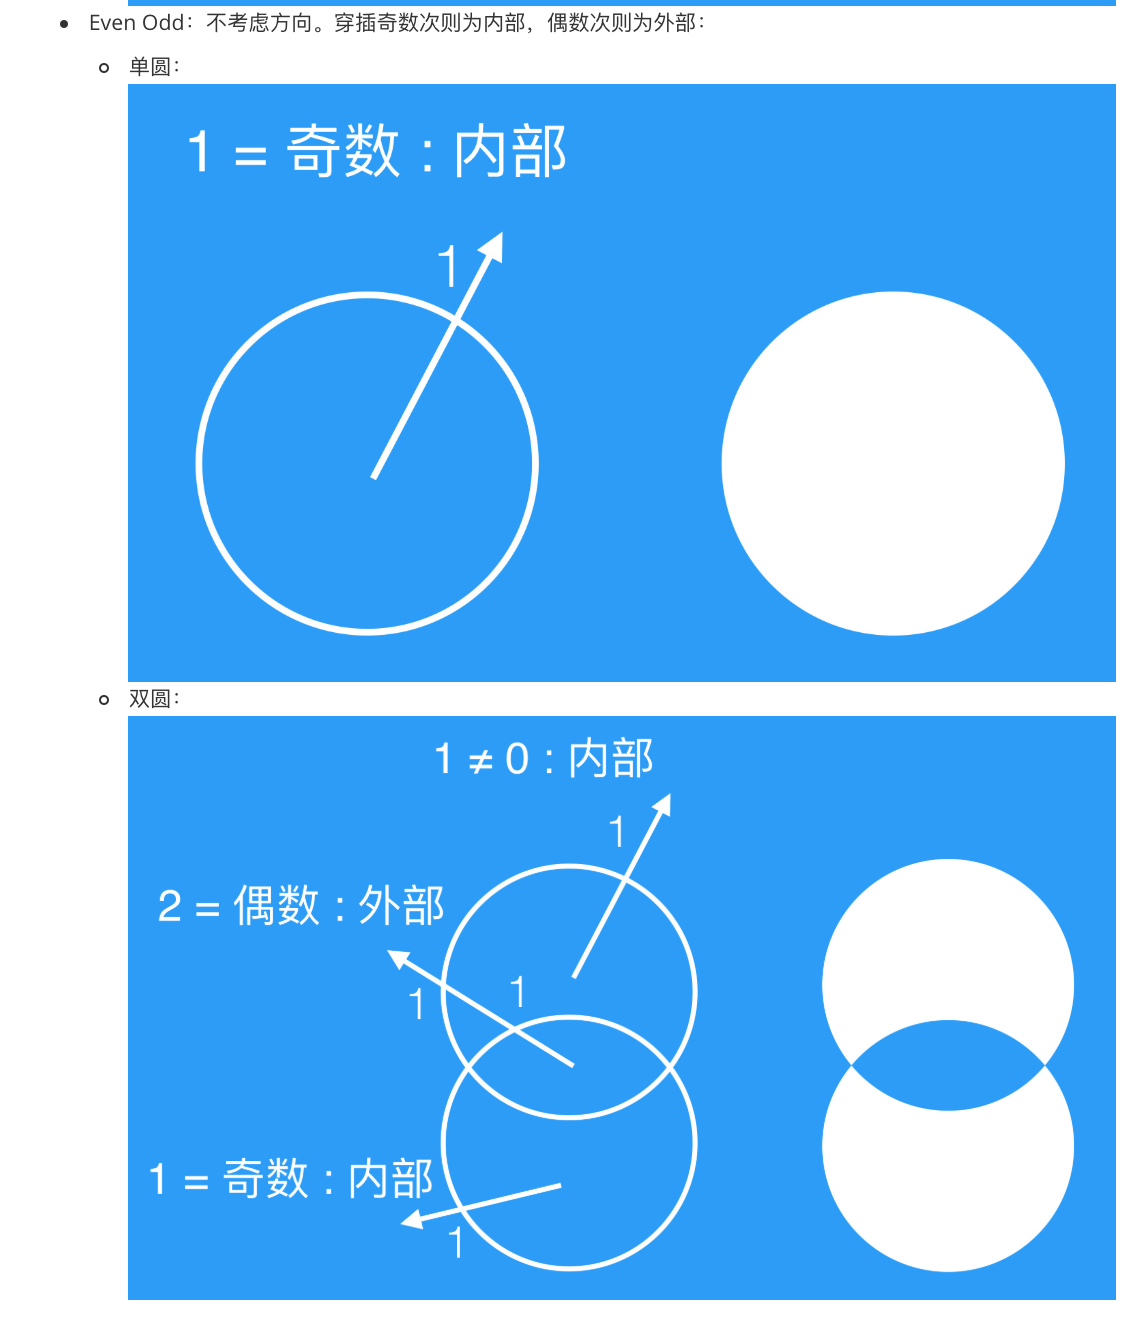 Even Odd：不考虑方向。穿插奇数次则为内部，偶数次则为外部：
单圆：
1 = 奇数：内部
1
双圆：
1 ≠ 0：内部
1
2 = 偶数：外部
1
1
1 = 奇数：内部
1